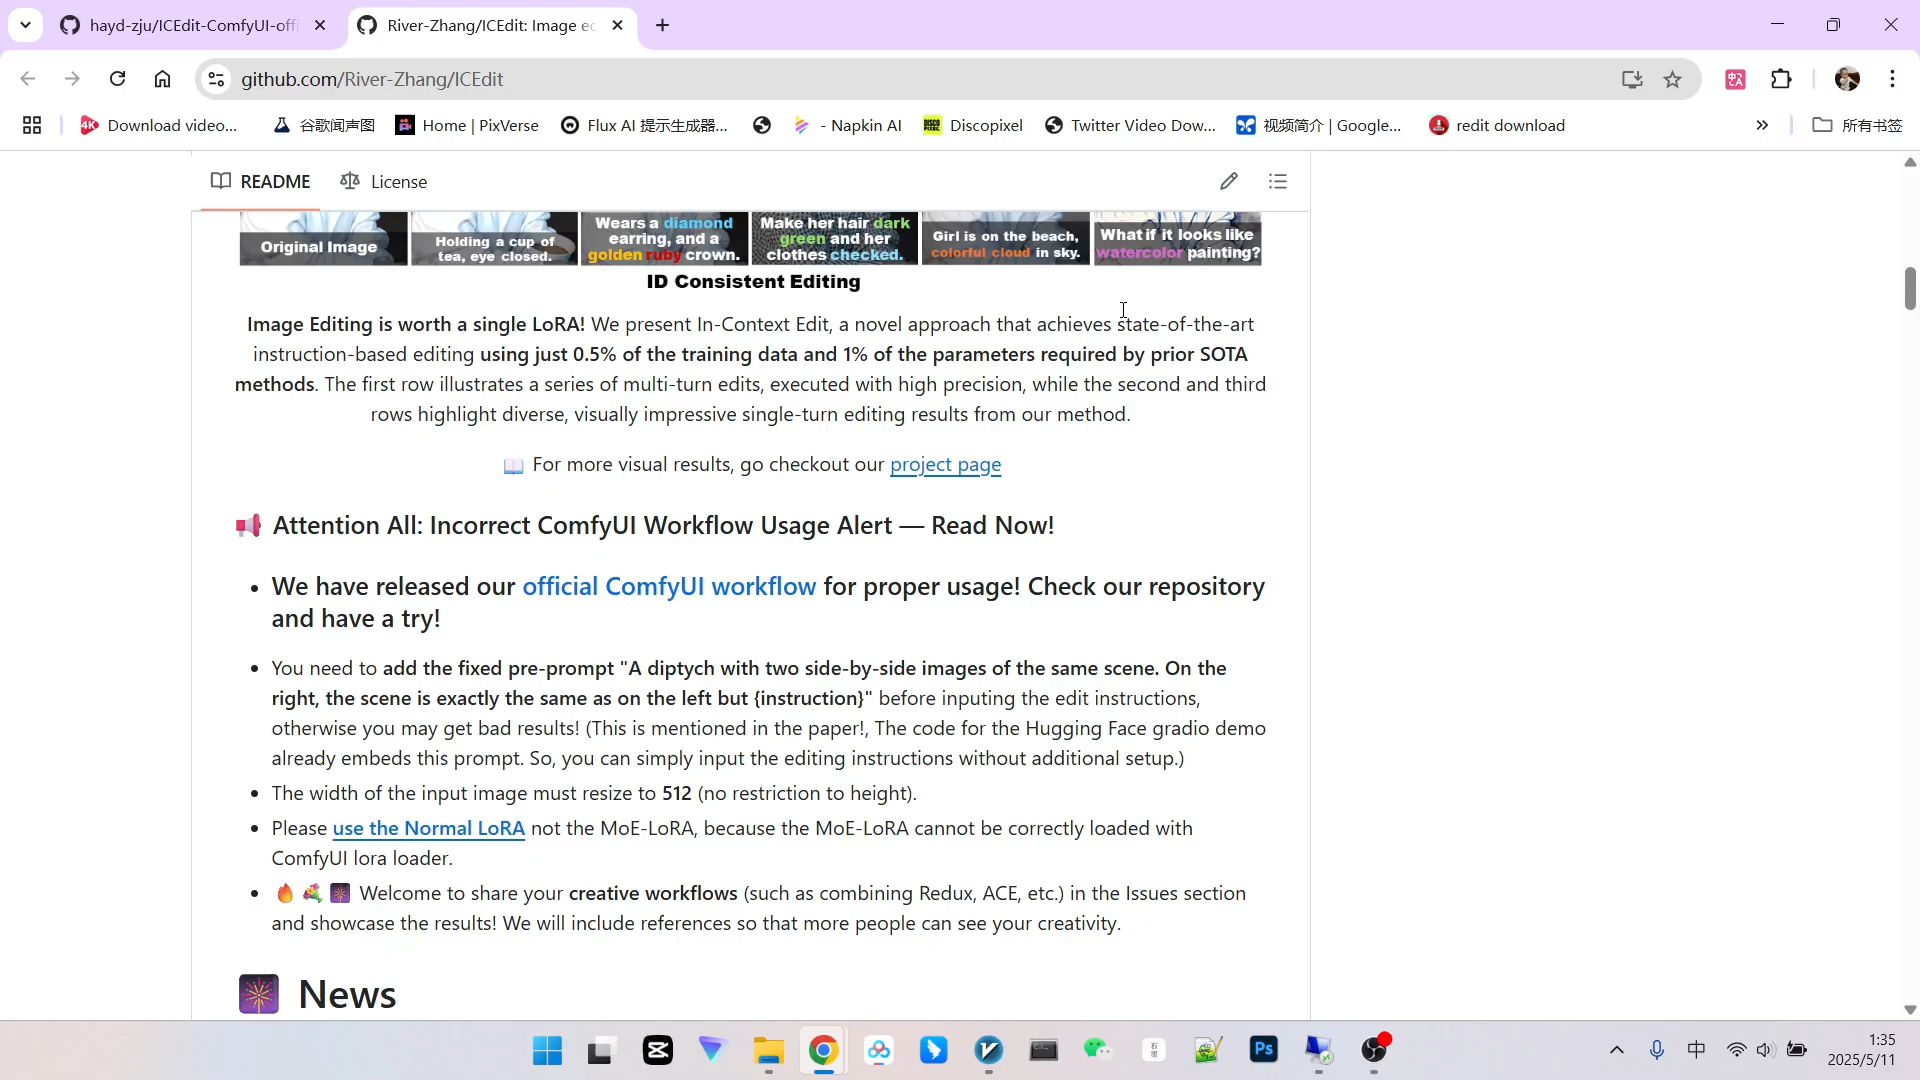 hayd-zju/ICEdit-ComfyUI-offi
River-Zhang/ICEdit: Image ec
github.com/River-Zhang/ICEdit
4K
Download video...
谷歌闻声图
Home | PixVerse
Flux AI 提示生成器...
- Napkin AI
Discopixel
Twitter Video Dow...
视频简介 | Google...
redit download
所有书签
README
License
Original Image
Holding a cup of
tea, eye closed.
Wears a diamond
earring, and a
golden ruby crown.
Make her hair dark
green and her
clothes checked.
Girl is on the beach,
colorful cloud in sky.
What if it looks like
watercolor painting?
ID Consistent Editing
Image Editing is worth a single LoRA! We present In-Context Edit, a novel approach that achieves state-of-the-art
instruction-based editing using just 0.5% of the training data and 1% of the parameters required by prior SOTA
methods. The first row illustrates a series of multi-turn edits, executed with high precision, while the second and third
rows highlight diverse, visually impressive single-turn editing results from our method.
For more visual results, go checkout our project page
Attention All: Incorrect ComfyUI Workflow Usage Alert — Read Now!
We have released our official ComfyUI workflow for proper usage! Check our repository
and have a try!
You need to add the fixed pre-prompt "A diptych with two side-by-side images of the same scene. On the
right, the scene is exactly the same as on the left but {instruction}" before inputing the edit instructions,
otherwise you may get bad results! (This is mentioned in the paper!, The code for the Hugging Face gradio demo
already embeds this prompt. So, you can simply input the editing instructions without additional setup.)
The width of the input image must resize to 512 (no restriction to height).
Please use the Normal LoRA not the MoE-LoRA, because the MoE-LoRA cannot be correctly loaded with
ComfyUI lora loader.
Welcome to share your creative workflows (such as combining Redux, ACE, etc.) in the Issues section
and showcase the results! We will include references so that more people can see your creativity.
News
Ps
中
1:35
2025/5/11